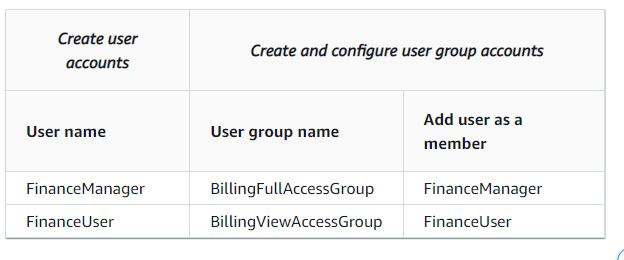 Create user
accounts
Create and configure user group accounts
User name
User group name
Add user as a
member
FinanceManager
BillingFullAccessGroup
FinanceManager
FinanceUser
BillingViewAccessGroup
FinanceUser